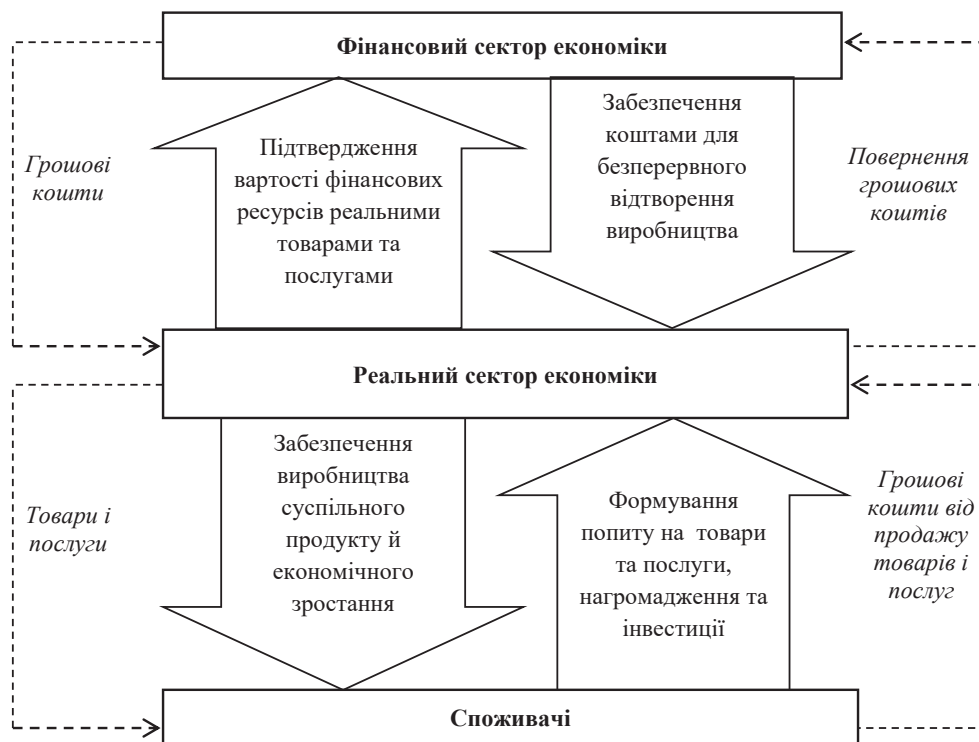 Фінансовий сектор економіки
Грошові
кошти
Підтвердження
вартості фінансових
ресурсів реальними
товарами та
послугами
Забезпечення
коштами для
безперервного
відтворення
виробництва
Повернення
грошових
коштів
Реальний сектор економіки
Товари і
послуги
Забезпечення
виробництва
суспільного
продукту й
економічного
зростання
Формування
попиту на товари
та послуги,
нагромадження та
інвестиції
Грошові
кошти від
продажу
товарів і
послуг
Споживачі